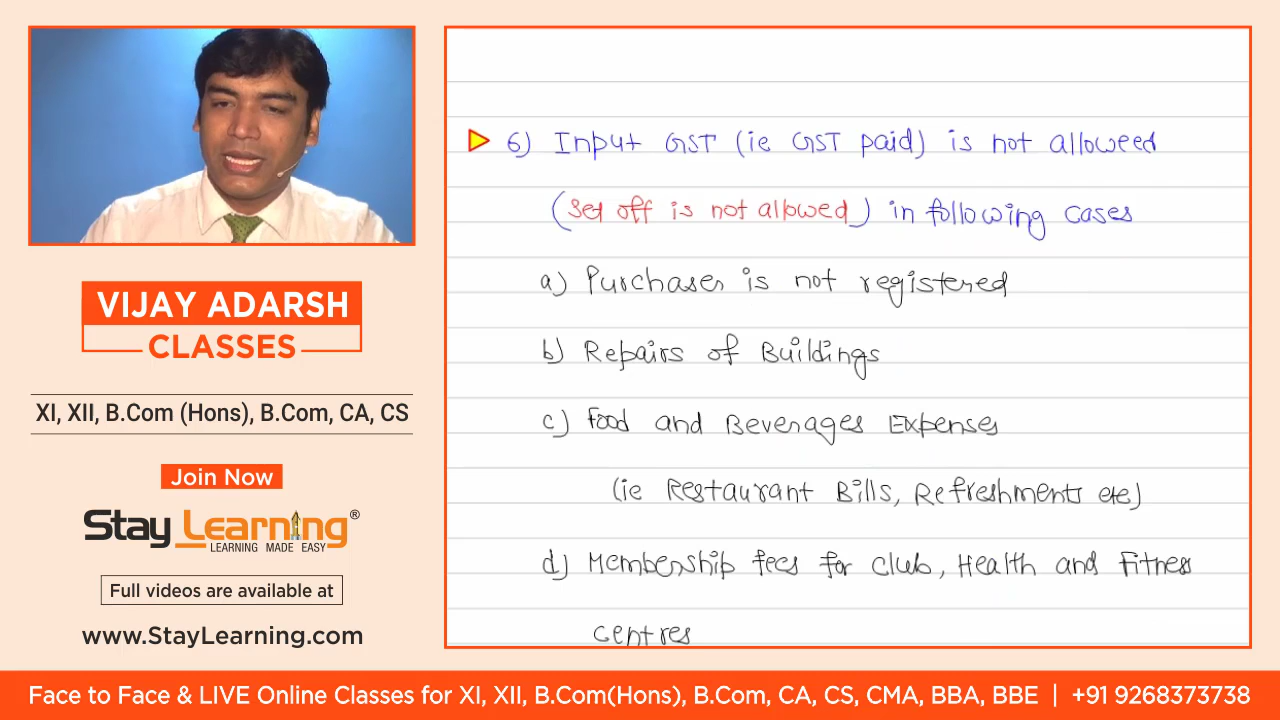 VIJAY ADARSH
CLASSES
XI, XII, B.Com (Hons), B.Com, CA, CS
Join Now
Stay Learning®
LEARNING MADE EASY
Full videos are available at
www.StayLearning.com
6) Input GST (ie GST paid) is not allowed
(Set off is not allowed) in following cases
a) Purchaser is not registered
b) Repairs of Buildings
c) Food and Beverages Expenses
(ie Restaurant Bills, Refreshments etc)
d) Membership fees for club, Health and Fitness
centres
Face to Face & LIVE Online Classes for XI, XII, B.Com(Hons), B.Com, CA, CS, CMA, BBA, BBE | +91 9268373738